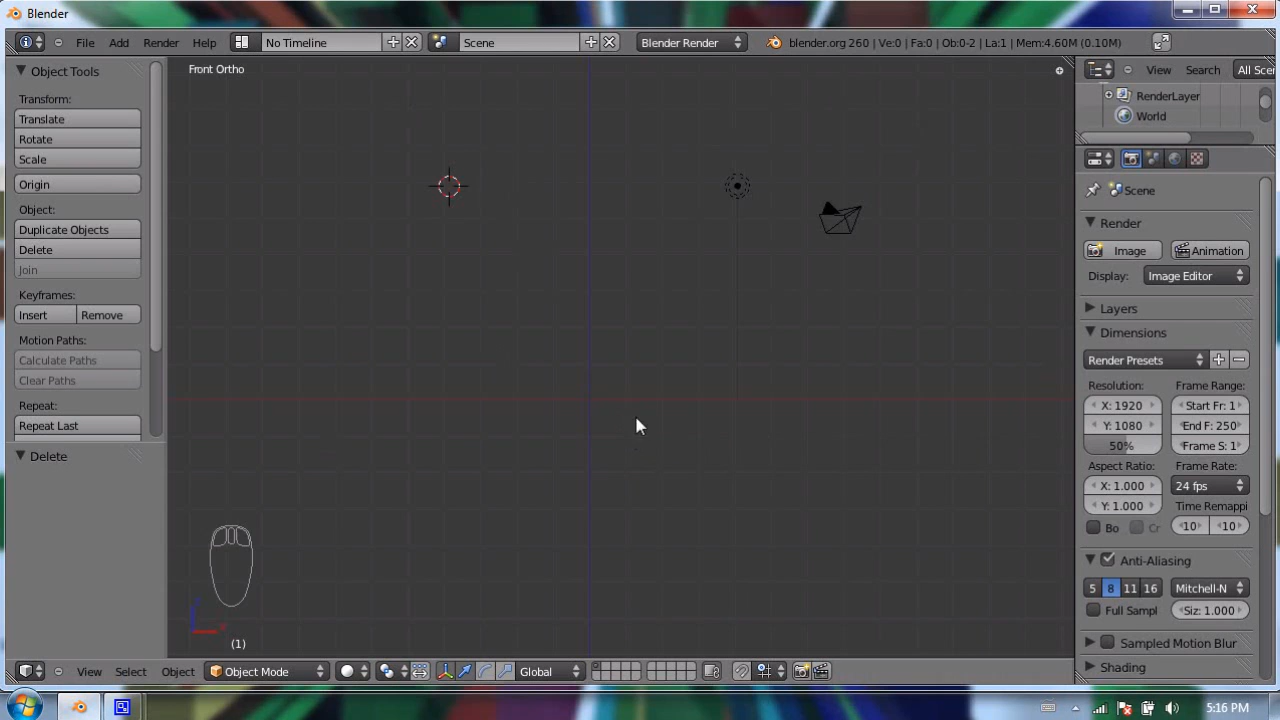 Blender
File Add Render Help No Timeline Scene Blender Render blender.org 260 | Ve:0 | Fa:0 | Ob:0-2 | La:1 | Mem:4.60M (0.10M)
Object Tools
Transform:
Translate
Rotate
Scale
Origin
Object:
Duplicate Objects
Delete
Join
Keyframes:
Insert Remove
Motion Paths:
Calculate Paths
Clear Paths
Repeat:
Repeat Last
Delete
Front Ortho
(1)
View Select Object Object Mode Global
View Search All Sce
RenderLayer
World
Scene
Render
Image Animation
Display: Image Editor
Layers
Dimensions
Render Presets
Resolution: Frame Range:
X: 1920 Start Fr: 1
Y: 1080 End F: 250
50% Frame S: 1
Aspect Ratio: Frame Rate:
X: 1.000 24 fps
Y: 1.000 Time Remappi
Bo Cr 10 10
Anti-Aliasing
5 8 11 16 Mitchell-N
Full Sampl Siz: 1.000
Sampled Motion Blur
Shading
5:16 PM